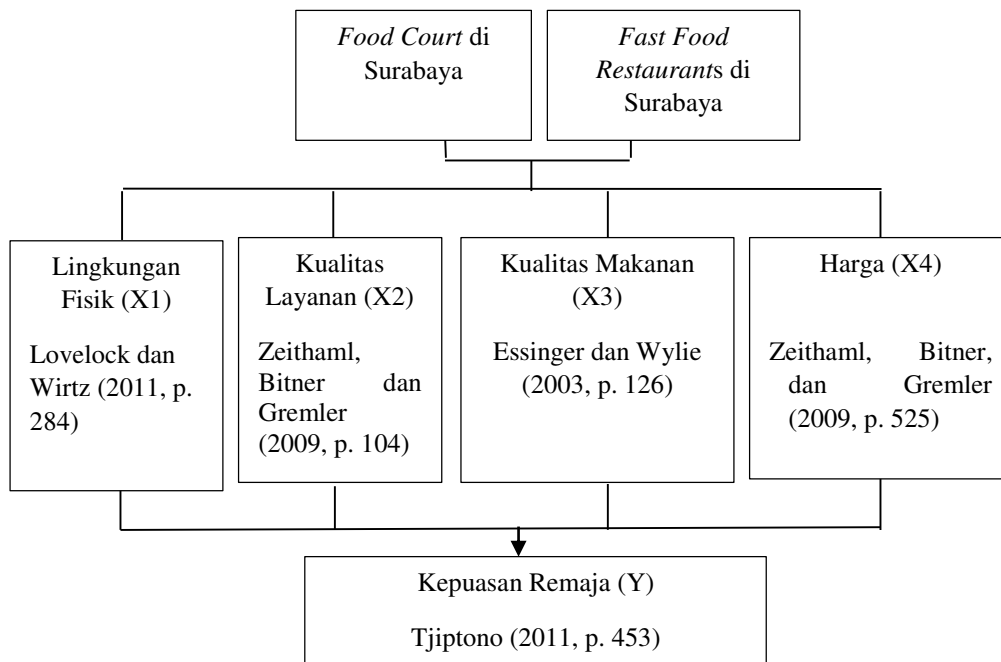 Food Court di
Surabaya
Fast Food
Restaurants di
Surabaya
Lingkungan
Fisik (X1)
Lovelock dan
Wirtz (2011, p.
284)
Kualitas
Layanan (X2)
Zeithaml,
Bitner dan
Gremler
(2009, p. 104)
Kualitas Makanan
(X3)
Essinger dan Wylie
(2003, p. 126)
Harga (X4)
Zeithaml, Bitner,
dan Gremler
(2009, p. 525)
Kepuasan Remaja (Y)
Tjiptono (2011, p. 453)